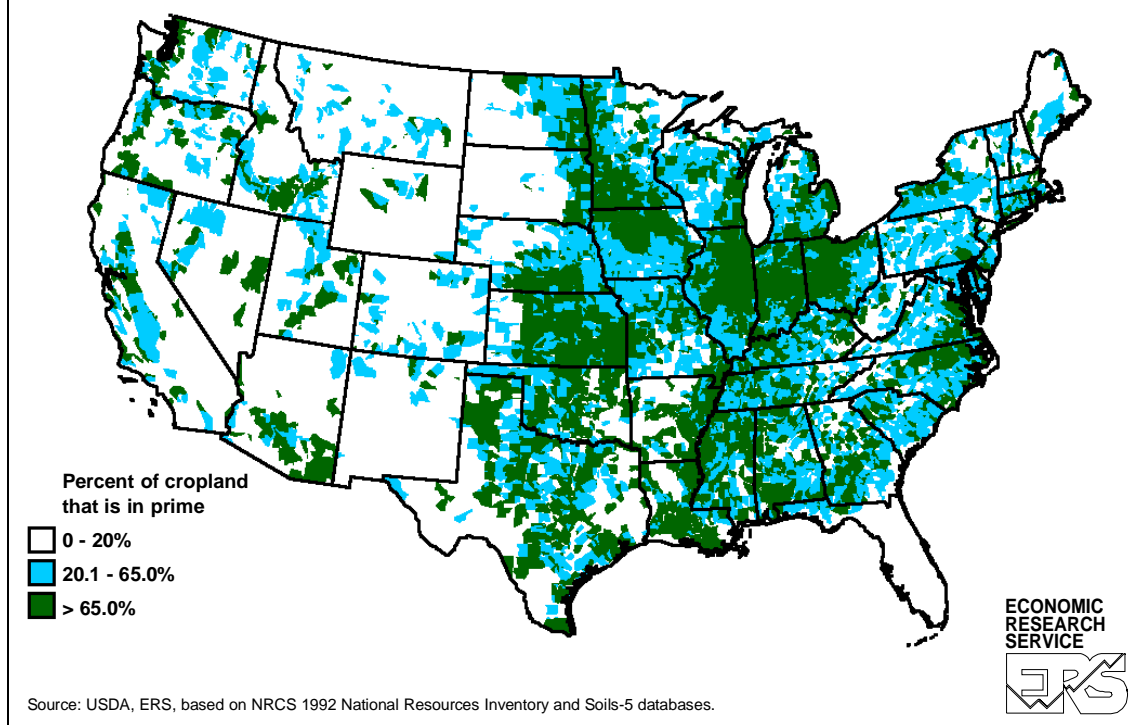 Percent of cropland
that is in prime
0 - 20%
20.1 - 65.0%
> 65.0%
ECONOMIC
RESEARCH
SERVICE
ERS
Source: USDA, ERS, based on NRCS 1992 National Resources Inventory and Soils-5 databases.